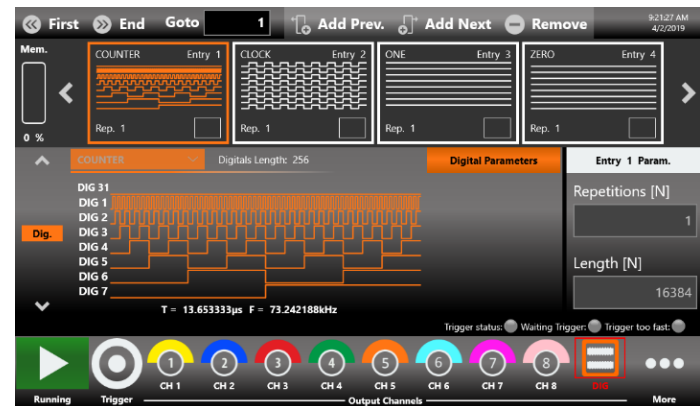 First End Goto 1 Add Prev. Add Next Remove 9:21:27 AM
4/2/2019
Mem.
COUNTER Entry 1 CLOCK Entry 2 ONE Entry 3 ZERO Entry 4
Rep. 1 Rep. 1 Rep. 1 Rep. 1
0 %
COUNTER Digitals Length: 256 Digital Parameters Entry 1 Param.
DIG 31
DIG 1
DIG 2
DIG 3
DIG 4
DIG 5
DIG 6
DIG 7
Dig.
Repetitions [N]
1
Length [N]
16384
T = 13.653333µs F = 73.242188kHz
Trigger status: Waiting Trigger: Trigger too fast:
1 2 3 4 5 6 7 8
CH 1 CH 2 CH 3 CH 4 CH 5 CH 6 CH 7 CH 8 DIG
Running Trigger Output Channels More